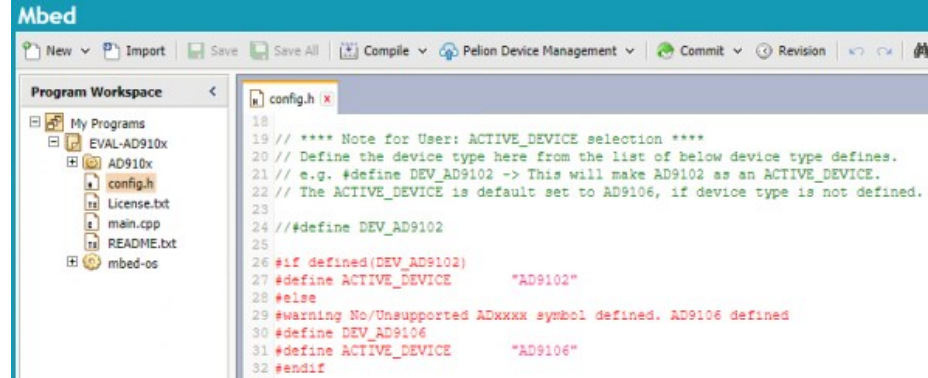 Mbed
New Import Save Save All Compile Pelion Device Management Commit Revision
Program Workspace <
My Programs
EVAL-AD910x
AD910x
config.h
License.txt
main.cpp
README.txt
mbed-os
config.h x
18
19 // **** Note for User: ACTIVE_DEVICE selection ****
20 // Define the device type here from the list of below device type defines.
21 // e.g. #define DEV_AD9102 -> This will make AD9102 as an ACTIVE_DEVICE.
22 // The ACTIVE_DEVICE is default set to AD9106, if device type is not defined.
23
24 //#define DEV_AD9102
25
26 #if defined(DEV_AD9102)
27 #define ACTIVE_DEVICE "AD9102"
28 #else
29 #warning No/Unsupported ADxxxx symbol defined. AD9106 defined
30 #define DEV_AD9106
31 #define ACTIVE_DEVICE "AD9106"
32 #endif